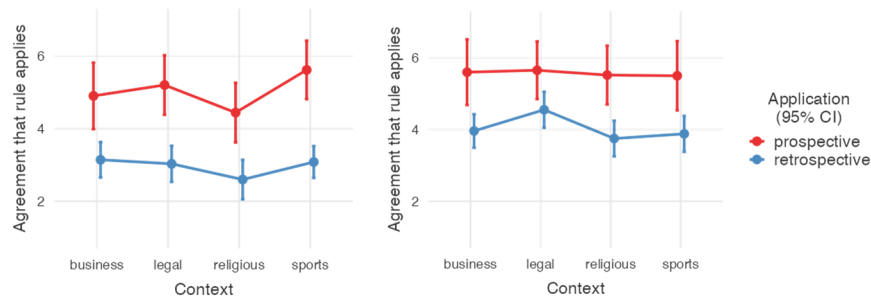 Agreement that rule applies
6
4
2
business legal religious sports
Context
Agreement that rule applies
6
4
2
business legal religious sports
Context
Application
(95% CI)
prospective
retrospective